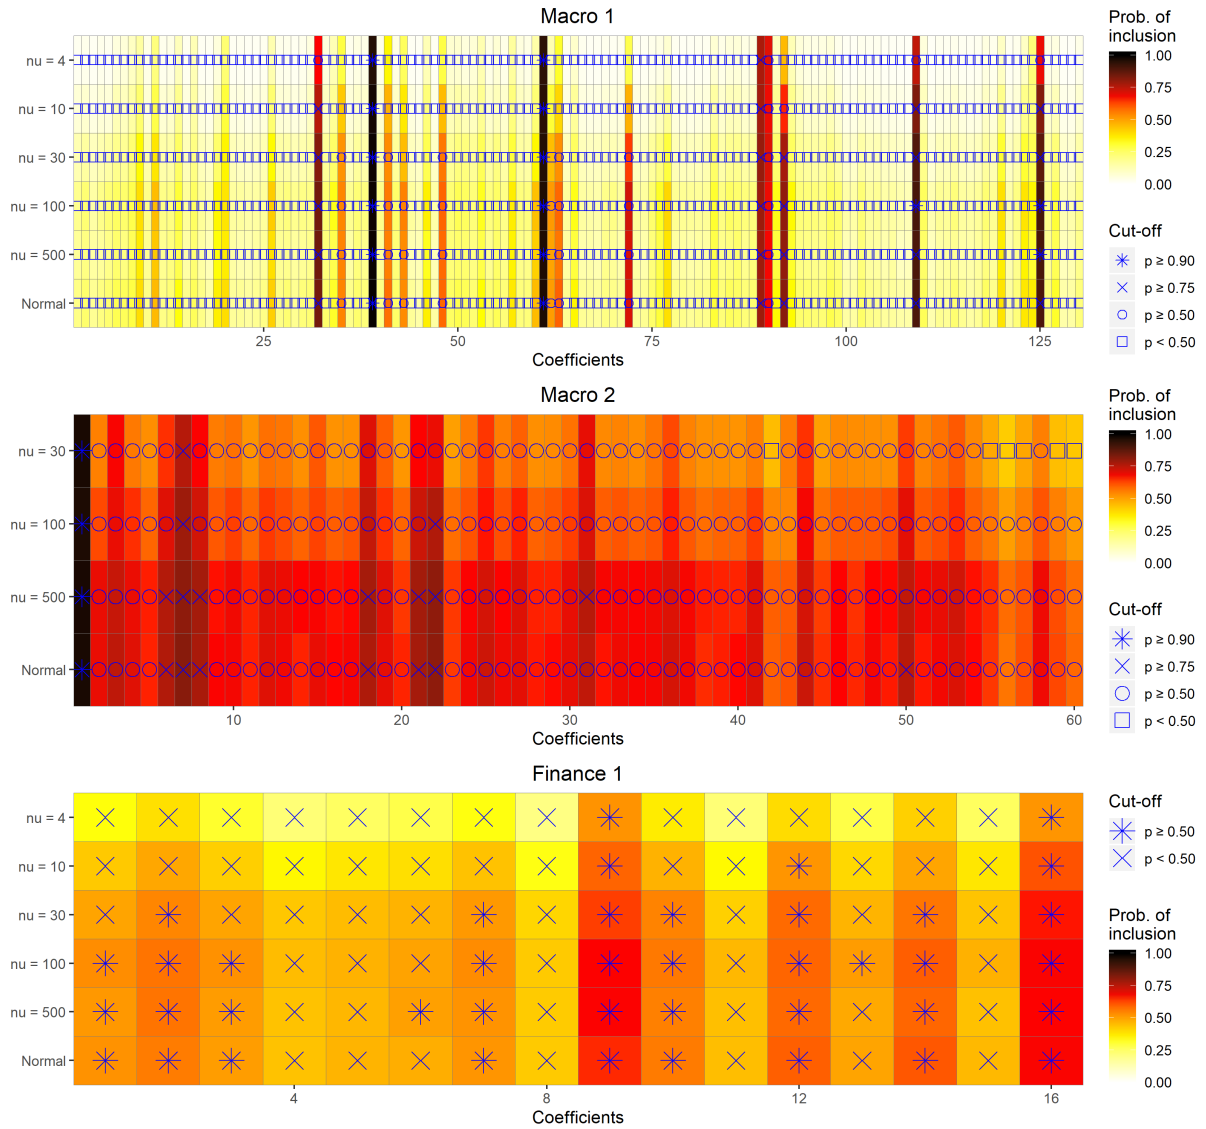 Macro 1
nu = 4
nu = 10
nu = 30
nu = 100
nu = 500
Normal
25
50
75
100
125
Coefficients
Prob. of
inclusion
1.00
0.75
0.50
0.25
0.00
Cut-off
p ≥ 0.90
p ≥ 0.75
p ≥ 0.50
p < 0.50
Macro 2
nu = 30
nu = 100
nu = 500
Normal
10
20
30
40
50
60
Coefficients
Prob. of
inclusion
1.00
0.75
0.50
0.25
0.00
Cut-off
p ≥ 0.90
p ≥ 0.75
p ≥ 0.50
p < 0.50
Finance 1
nu = 4
nu = 10
nu = 30
nu = 100
nu = 500
Normal
4
8
12
16
Coefficients
Cut-off
p ≥ 0.50
p < 0.50
Prob. of
inclusion
1.00
0.75
0.50
0.25
0.00